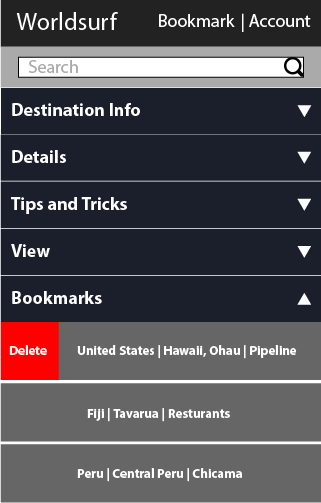 Worldsurf Bookmark | Account
Search
Destination Info
Details
Tips and Tricks
View
Bookmarks
Delete United States | Hawaii, Ohau | Pipeline
Fiji | Tavarua | Resturants
Peru | Central Peru | Chicama